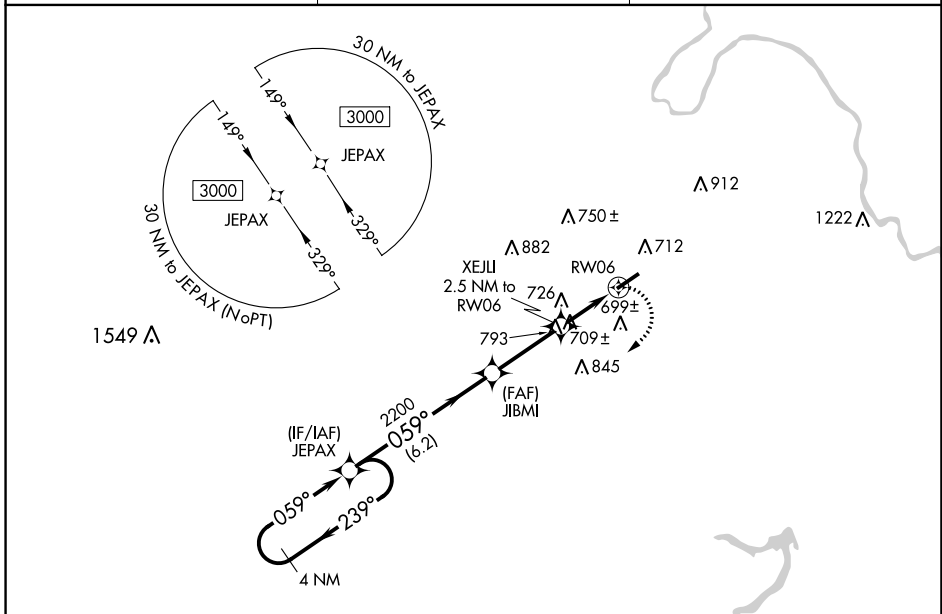 30 NM to JEPAX
149°
3000
JEPAX
329°
149°
3000
JEPAX
329°
30 NM to JEPAX (NoPT)
912
750 ±
1222
882
712
XEJLI
2.5 NM to
RW06
RW06
726
699±
1549
793
709 ±
845
(FAF)
JIBMI
2200
059°
(6.2)
(IF/IAF)
JEPAX
059°
239°
4 NM